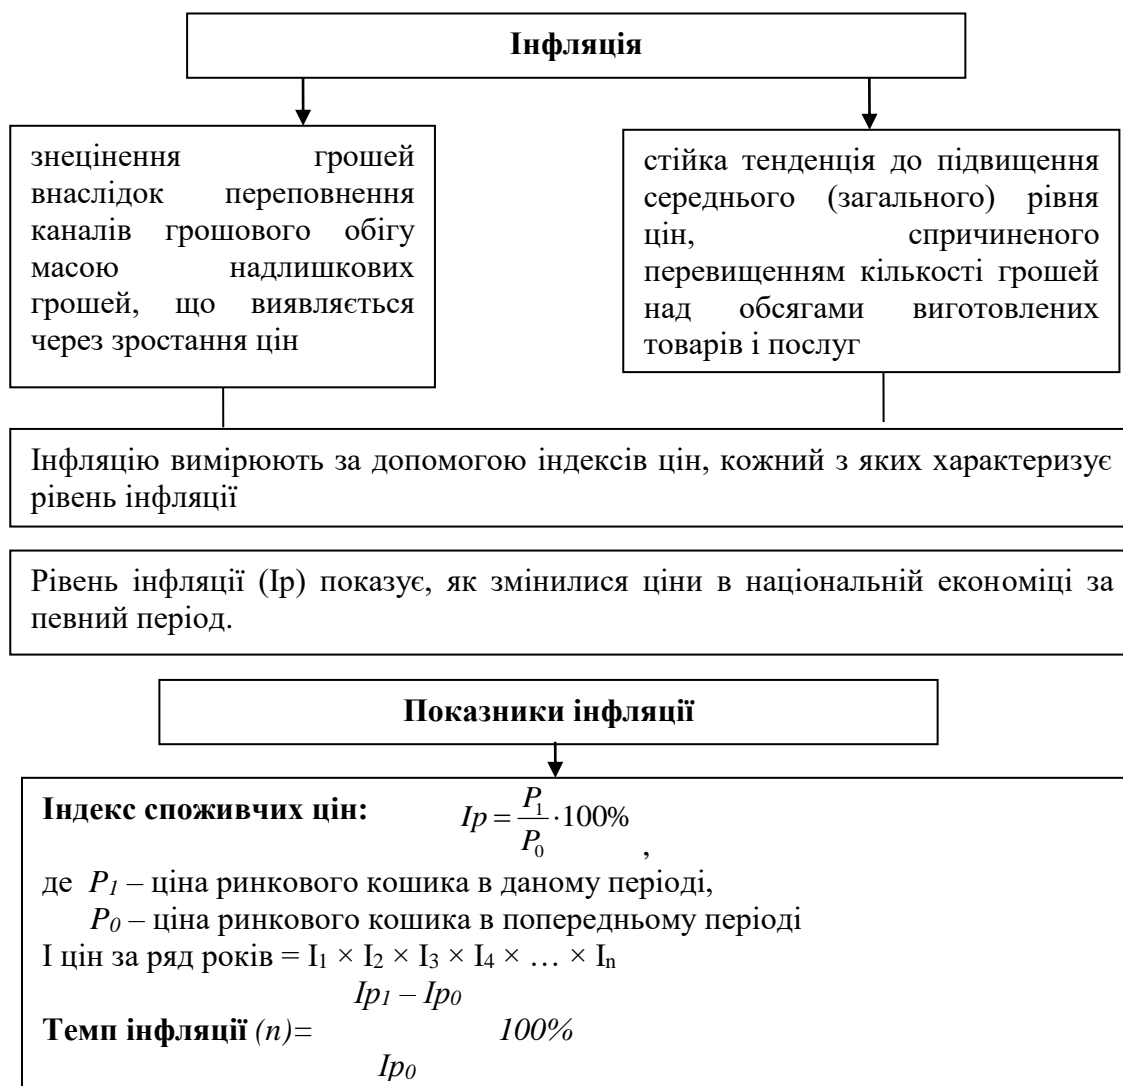 Інфляція
знецінення грошей
внаслідок переповнення
каналів грошового обігу
масою надлишкових
грошей, що виявляється
через зростання цін
стійка тенденція до підвищення
середнього (загального) рівня
цін, спричиненого
перевищенням кількості грошей
над обсягами виготовлених
товарів і послуг
Інфляцію вимірюють за допомогою індексів цін, кожний з яких характеризує
рівень інфляції
Рівень інфляції (Ір) показує, як змінилися ціни в національній економіці за
певний період.
Показники інфляції
Індекс споживчих цін: Ip = P₁/P₀ · 100% ,
де P₁ – ціна ринкового кошика в даному періоді,
P₀ – ціна ринкового кошика в попередньому періоді
І цін за ряд років = I₁ × I₂ × I₃ × I₄ × … × Iₙ
Ip₁ – Ip₀
Темп інфляції (n)= 100%
Ip₀